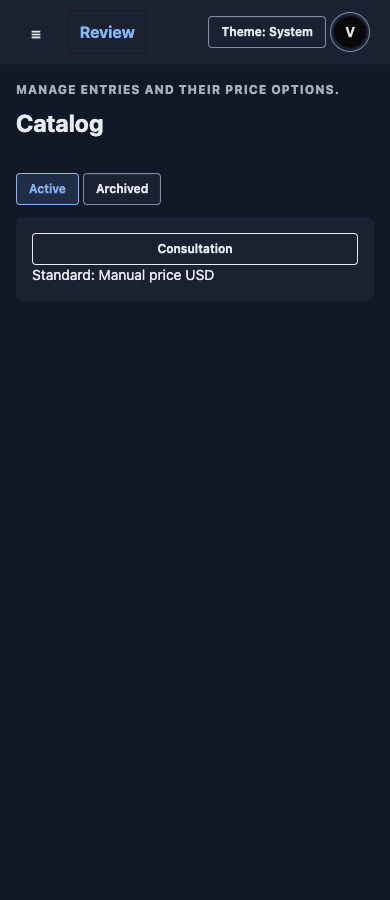 Review
Theme: System
V
MANAGE ENTRIES AND THEIR PRICE OPTIONS.
Catalog
Active
Archived
Consultation
Standard: Manual price USD